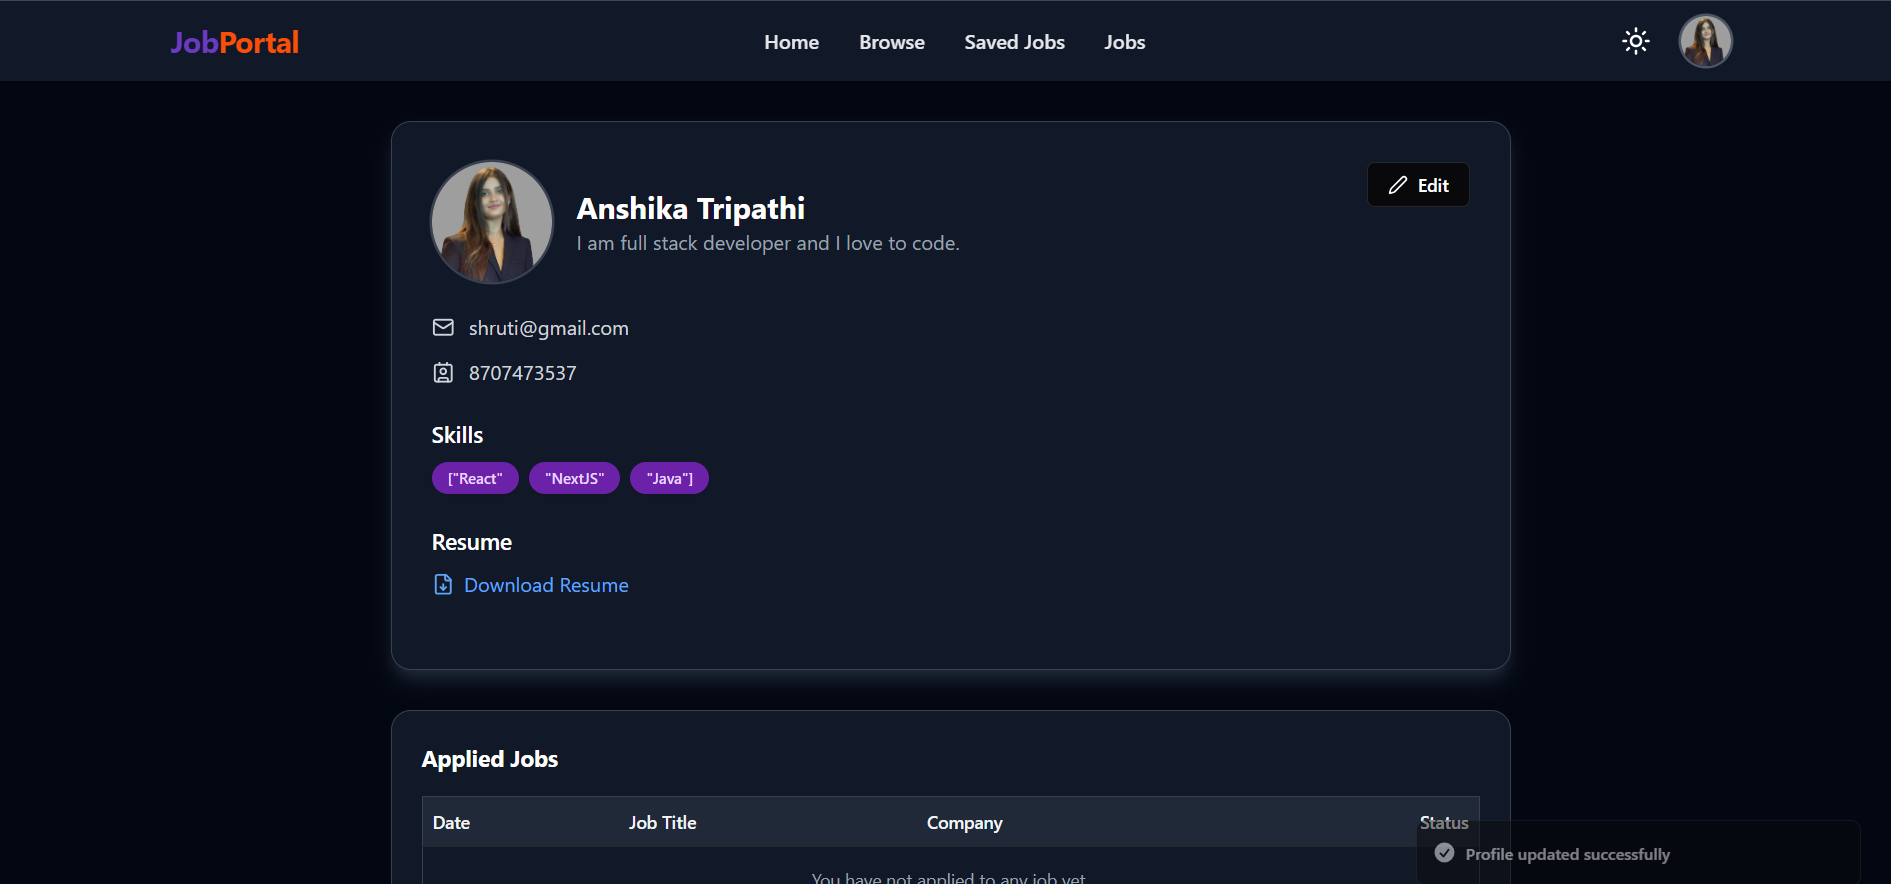 JobPortal
Home Browse Saved Jobs Jobs
Edit
Anshika Tripathi
I am full stack developer and I love to code.
shruti@gmail.com
8707473537
Skills
["React" "NextJS" "Java"]
Resume
Download Resume
Applied Jobs
Date Job Title Company Status
Profile updated successfully
You have not applied to any job yet